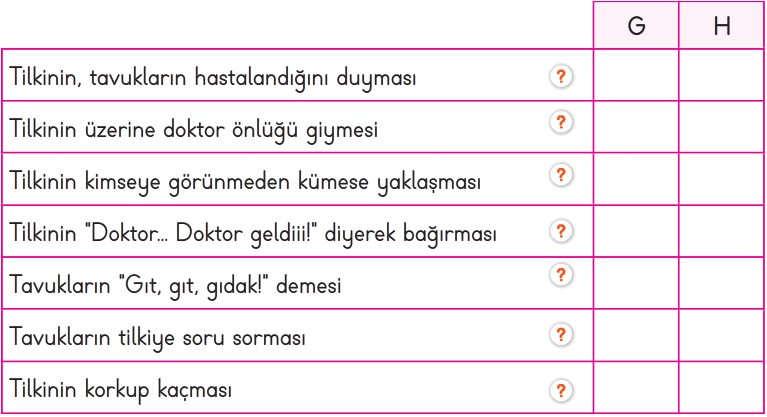 G H
Tilkinin, tavukların hastalandığını duyması ?
Tilkinin üzerine doktor önlüğü giymesi ?
Tilkinin kimseye görünmeden kümese yaklaşması ?
Tilkinin "Doktor... Doktor geldiii!" diyerek bağırması ?
Tavukların "Gıt, gıt, gıdak!" demesi ?
Tavukların tilkiye soru sorması ?
Tilkinin korkup kaçması ?